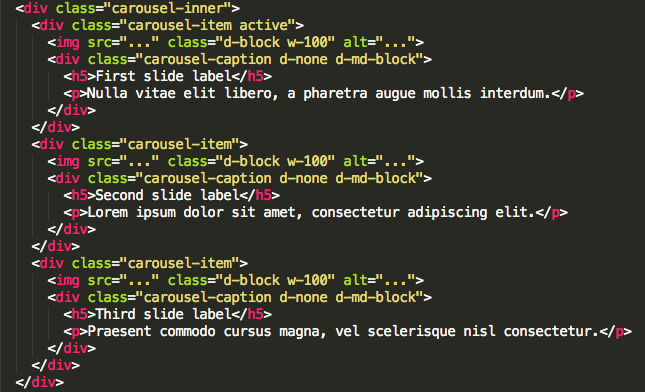 <div class="carousel-inner">
<div class="carousel-item active">
<img src="..." class="d-block w-100" alt="...">
<div class="carousel-caption d-none d-md-block">
<h5>First slide label</h5>
<p>Nulla vitae elit libero, a pharetra augue mollis interdum.</p>
</div>
</div>
<div class="carousel-item">
<img src="..." class="d-block w-100" alt="...">
<div class="carousel-caption d-none d-md-block">
<h5>Second slide label</h5>
<p>Lorem ipsum dolor sit amet, consectetur adipiscing elit.</p>
</div>
</div>
<div class="carousel-item">
<img src="..." class="d-block w-100" alt="...">
<div class="carousel-caption d-none d-md-block">
<h5>Third slide label</h5>
<p>Praesent commodo cursus magna, vel scelerisque nisl consectetur.</p>
</div>
</div>
</div>